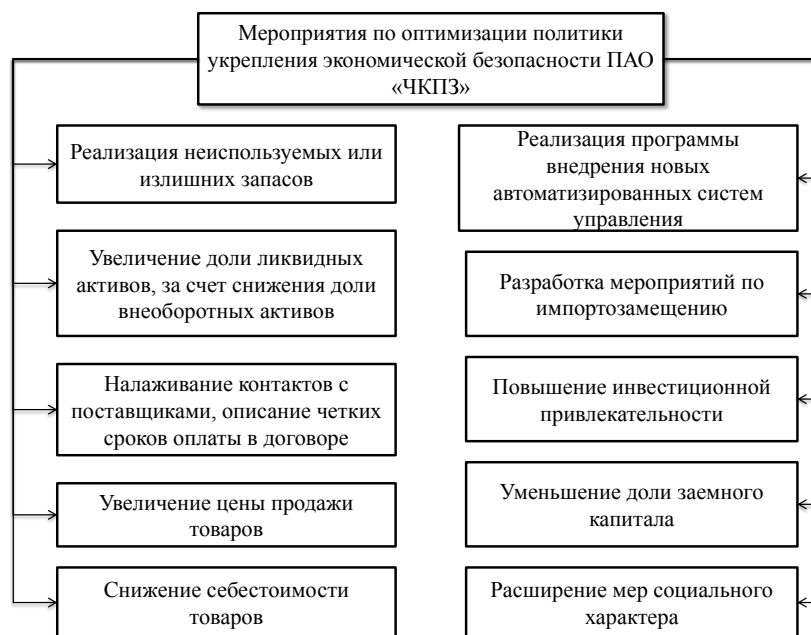 Мероприятия по оптимизации политики
укрепления экономической безопасности ПАО
«ЧКПЗ»
Реализация неиспользуемых или
излишних запасов
Увеличение доли ликвидных
активов, за счет снижения доли
внеоборотных активов
Налаживание контактов с
поставщиками, описание четких
сроков оплаты в договоре
Увеличение цены продажи
товаров
Снижение себестоимости
товаров
Реализация программы
внедрения новых
автоматизированных систем
управления
Разработка мероприятий по
импортозамещению
Повышение инвестиционной
привлекательности
Уменьшение доли заемного
капитала
Расширение мер социального
характера